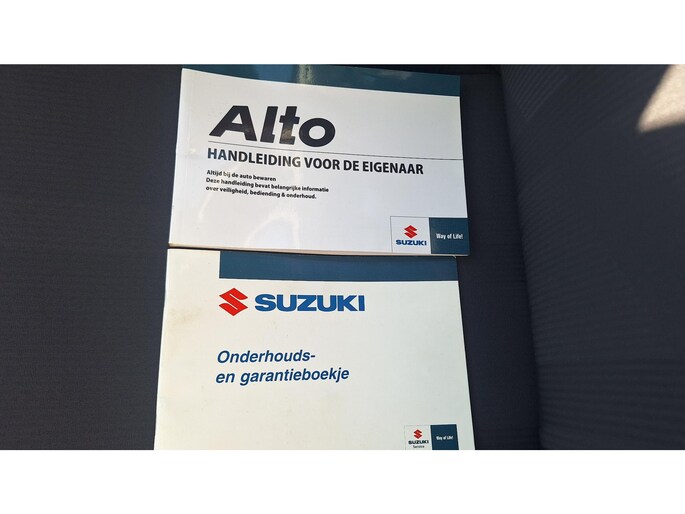 Alto
HANDLEIDING VOOR DE EIGENAAR
Altijd bij de auto bewaren
Deze handleiding bevat belangrijke informatie
over veiligheid, bediening & onderhoud.
SUZUKI
Way of Life!
SUZUKI
Onderhouds-
en garantieboekje
SUZUKI
Service
Way of Life!